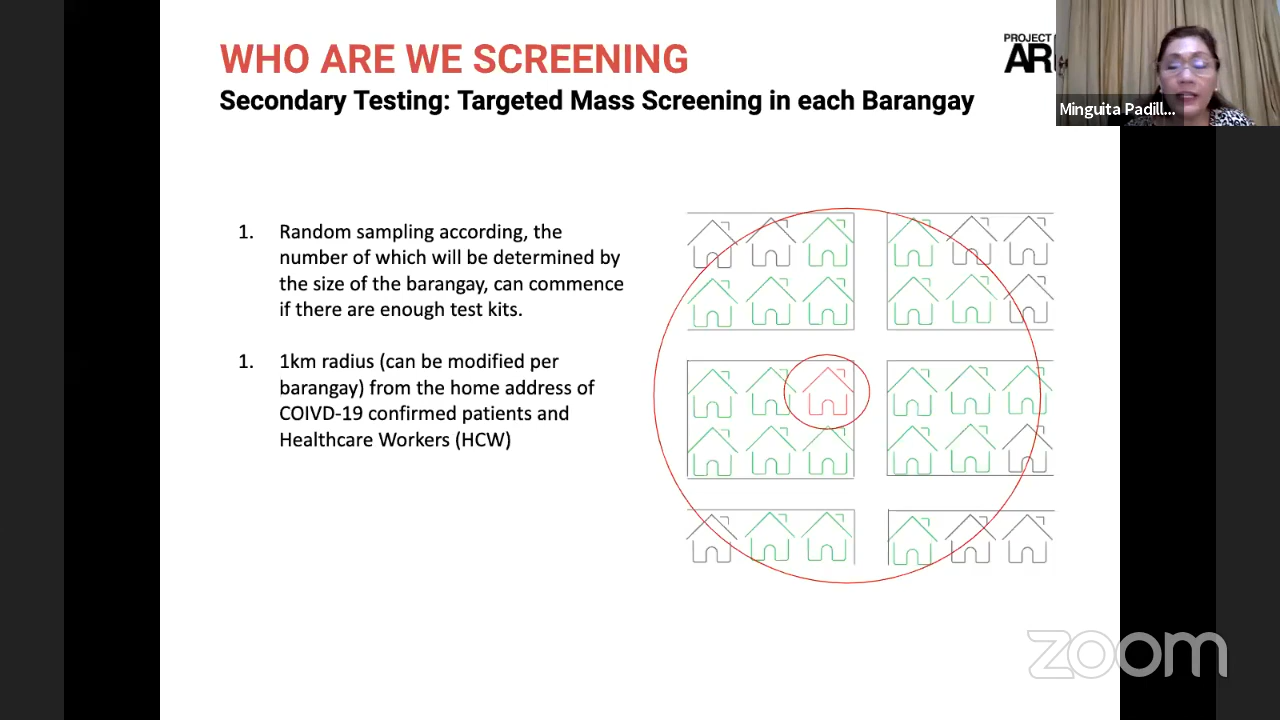 WHO ARE WE SCREENING
Secondary Testing: Targeted Mass Screening in each Barangay
PROJECT
Minguita Padill...
1. Random sampling according, the
number of which will be determined by
the size of the barangay, can commence
if there are enough test kits.
1. 1km radius (can be modified per
barangay) from the home address of
COIVD-19 confirmed patients and
Healthcare Workers (HCW)
zoom